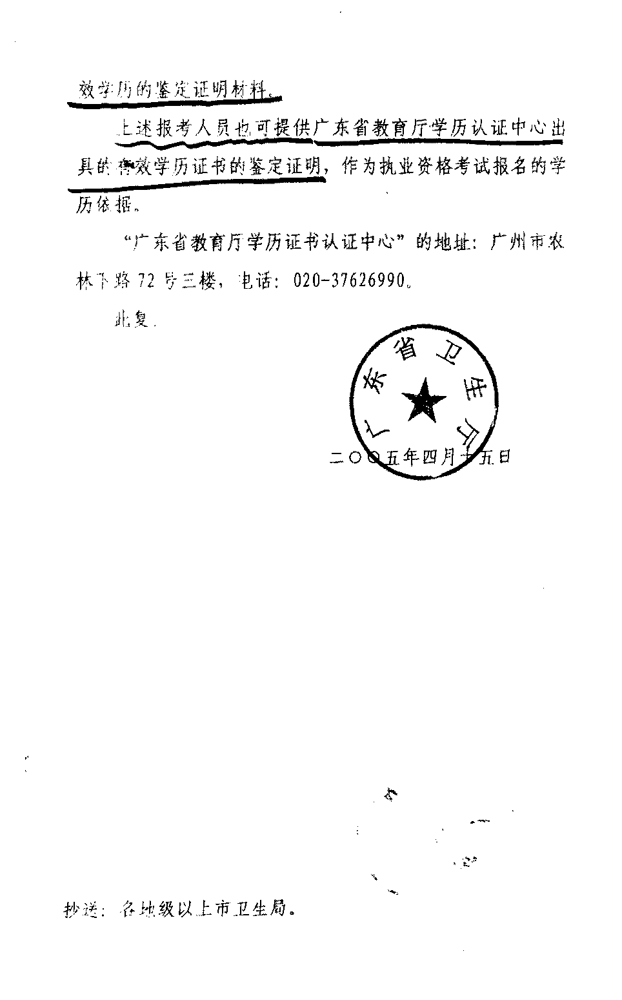 效学历的鉴定证明材料。
上述报考人员也可提供广东省教育厅学历认证中心出
具的有效学历证书的鉴定证明，作为执业资格考试报名的学
历依据。
“广东省教育厅学历证书认证中心”的地址：广州市农
林下路 72 号三楼，电话：020-37626990。
此复。
广东省卫生厅
二〇〇五年四月十五日
抄送：各地级以上市卫生局。